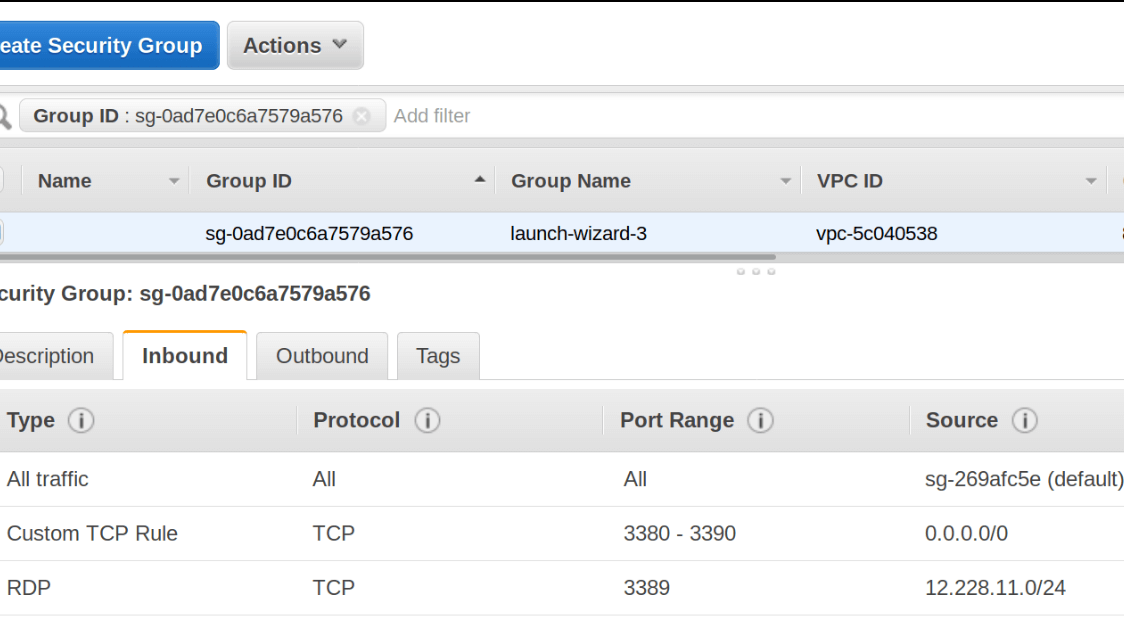 eate Security Group Actions
Group ID : sg-0ad7e0c6a7579a576 Add filter
Name Group ID Group Name VPC ID
sg-0ad7e0c6a7579a576 launch-wizard-3 vpc-5c040538
curity Group: sg-0ad7e0c6a7579a576
Description Inbound Outbound Tags
Type Protocol Port Range Source
All traffic All All sg-269afc5e (default)
Custom TCP Rule TCP 3380 - 3390 0.0.0.0/0
RDP TCP 3389 12.228.11.0/24